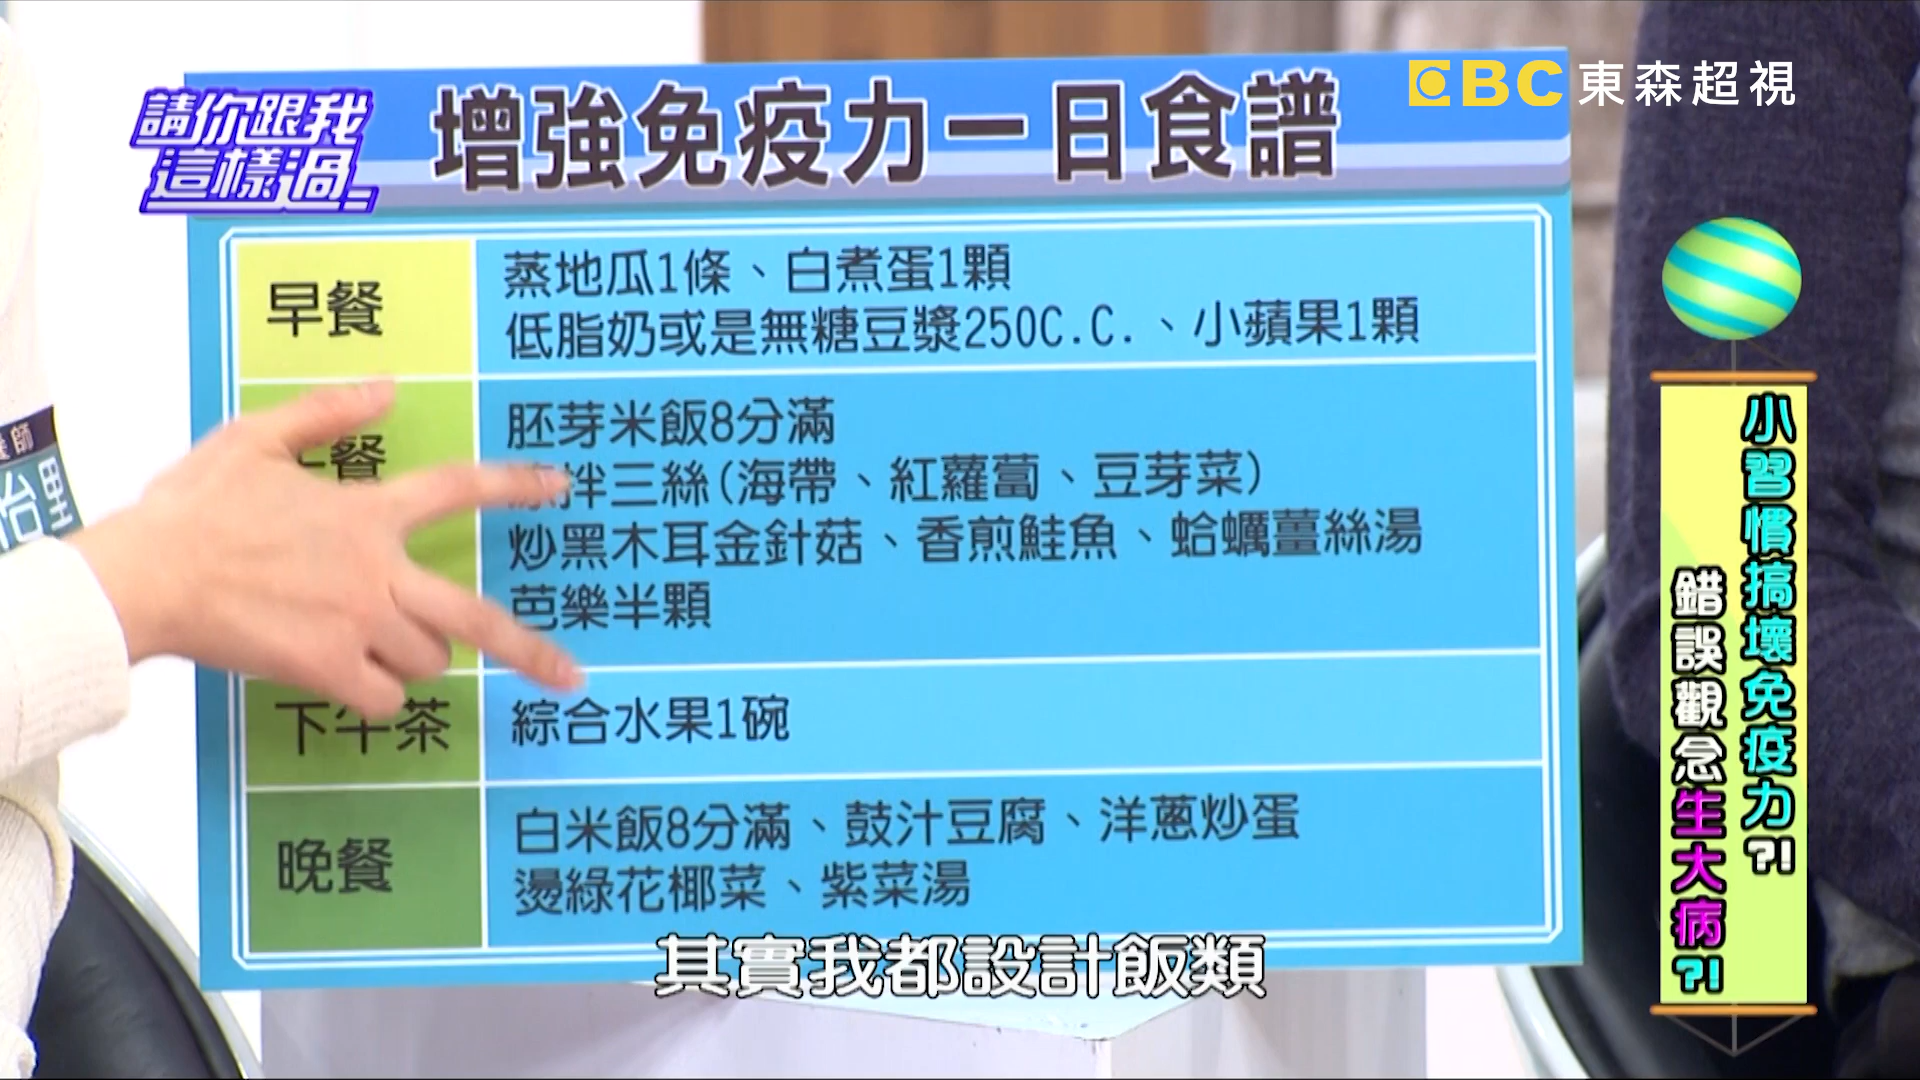 請你跟我
這樣過
增強免疫力一日食譜
EBC東森超視
早餐
蒸地瓜1條、白煮蛋1顆
低脂奶或是無糖豆漿250C.C.、小蘋果1顆
餐
胚芽米飯8分滿
拌三絲(海帶、紅蘿蔔、豆芽菜)
炒黑木耳金針菇、香煎鮭魚、蛤蠣薑絲湯
芭樂半顆
下午茶
綜合水果1碗
晚餐
白米飯8分滿、鼓汁豆腐、洋蔥炒蛋
燙綠花椰菜、紫菜湯
小習慣搞壞免疫力?!
錯誤觀念生大病?!
其實我都設計飯類